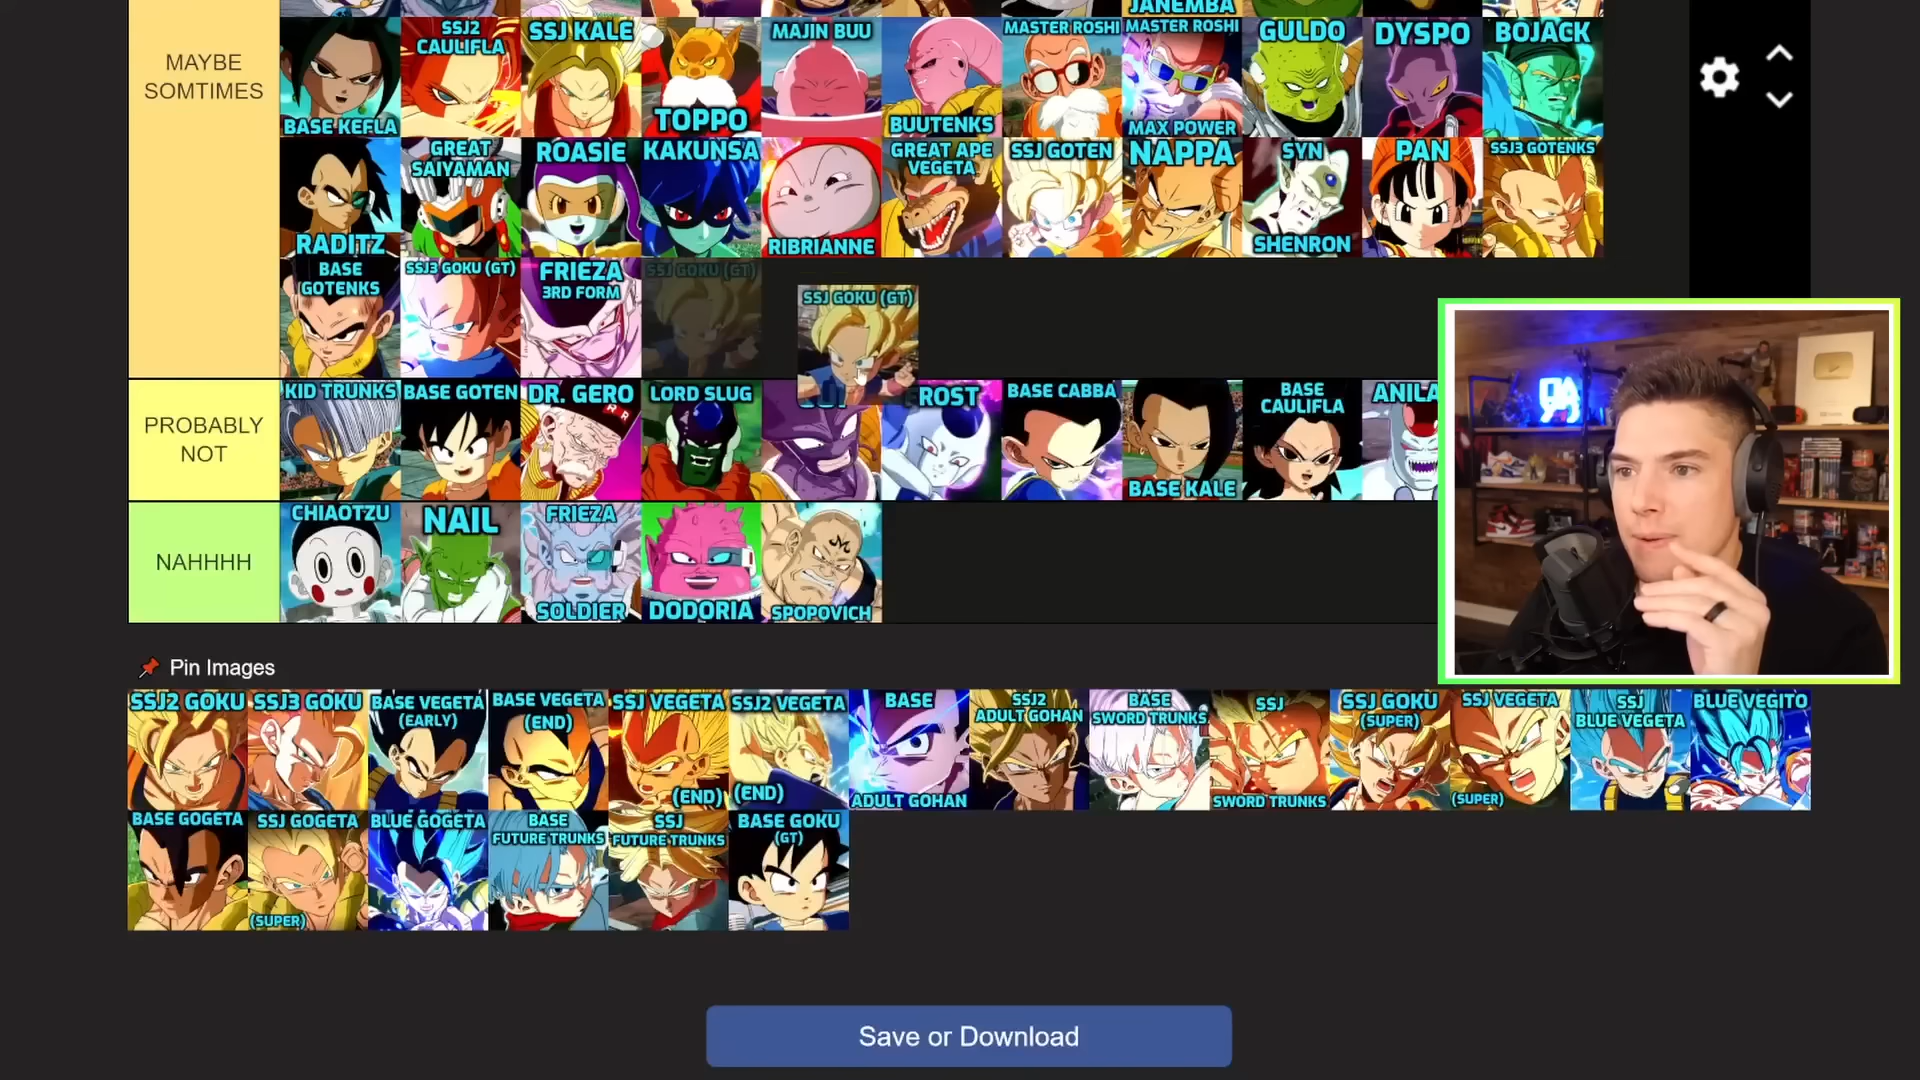 JANEMBA
MAYBE
SOMTIMES
BASE KEFLA
SSJ2
CAULIFLA
SSJ KALE
TOPPO
MAJIN BUU
BUUTENKS
MASTER ROSHI
MASTER ROSHI
MAX POWER
GULDO
DYSPO
BOJACK
RADITZ
GREAT
SAIYAMAN
ROASIE
KAKUNSA
RIBRIANNE
GREAT APE
VEGETA
SSJ GOTEN
NAPPA
SYN
SHENRON
PAN
SSJ3 GOTENKS
BASE
GOTENKS
SSJ3 GOKU (GT)
FRIEZA
3RD FORM
SSJ GOKU (GT)
SSJ GOKU (GT)
PROBABLY
NOT
KID TRUNKS
BASE GOTEN
DR. GERO
R R
LORD SLUG
ROST
BASE CABBA
BASE KALE
BASE
CAULIFLA
ANILA
NAHHHH
CHIAOTZU
NAIL
FRIEZA
SOLDIER
DODORIA
SPOPOVICH
Pin Images
SSJ2 GOKU
SSJ3 GOKU
BASE VEGETA
(EARLY)
BASE VEGETA
(END)
SSJ VEGETA
(END)
SSJ2 VEGETA
(END)
BASE
ADULT GOHAN
SSJ2
ADULT GOHAN
BASE
SWORD TRUNKS
SSJ
SWORD TRUNKS
SSJ GOKU
(SUPER)
SSJ VEGETA
(SUPER)
SSJ
BLUE VEGETA
BLUE VEGITO
BASE GOGETA
SSJ GOGETA
(SUPER)
BLUE GOGETA
BASE
FUTURE TRUNKS
SSJ
FUTURE TRUNKS
BASE GOKU
(GT)
Save or Download